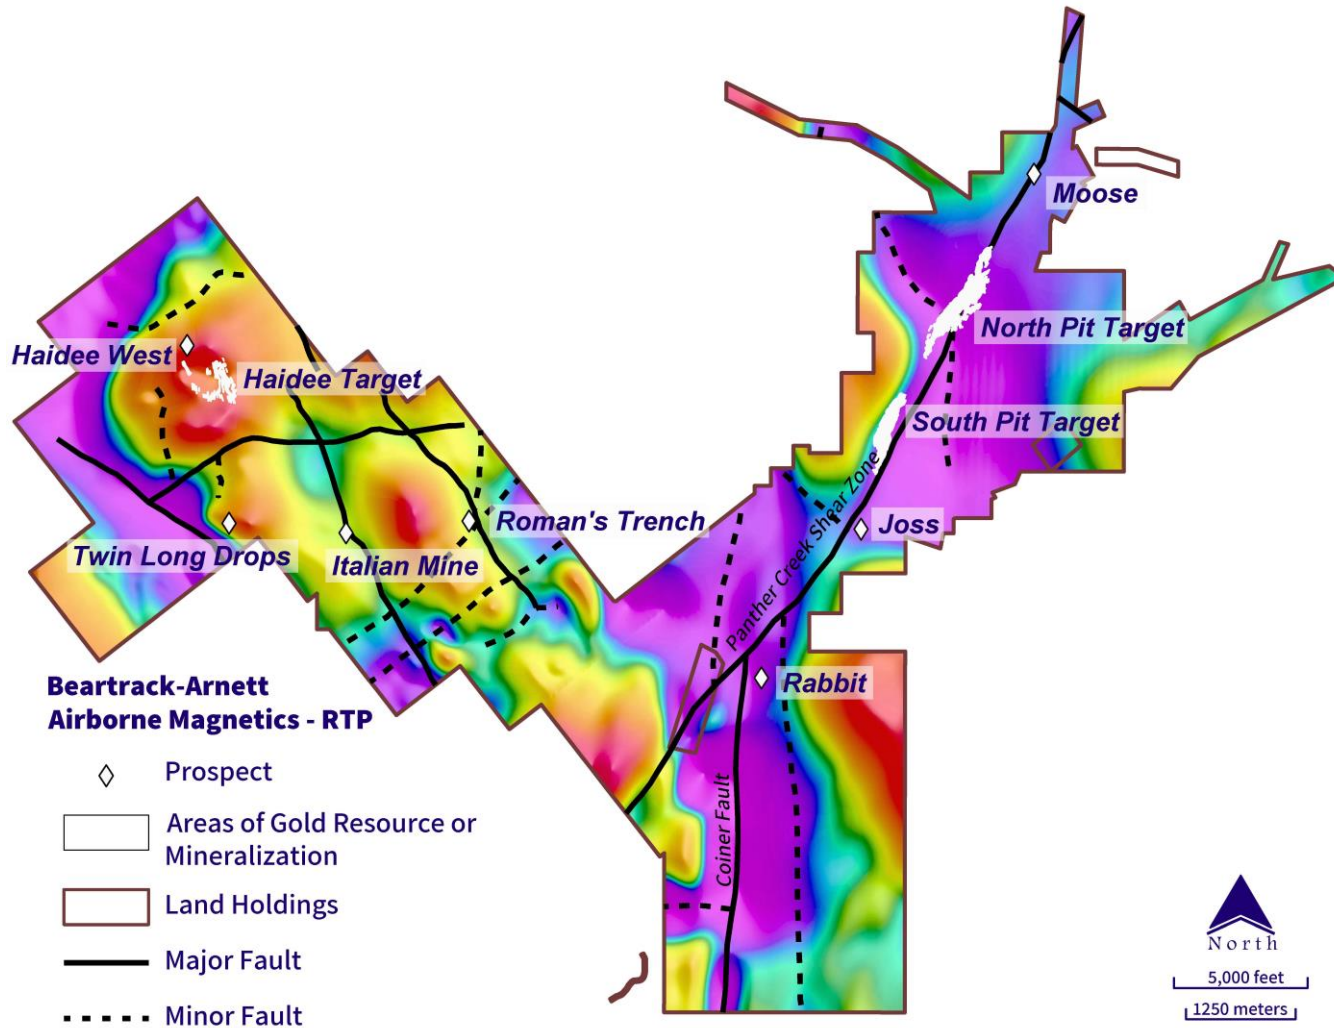 Moose
North Pit Target
Haidee West
Haidee Target
South Pit Target
Panther Creek Shear Zone
Roman's Trench
Joss
Twin Long Drops
Italian Mine
Rabbit
Coiner Fault
Beartrack-Arnett
Airborne Magnetics - RTP
Prospect
Areas of Gold Resource or
Mineralization
Land Holdings
Major Fault
Minor Fault
North
5,000 feet
1250 meters